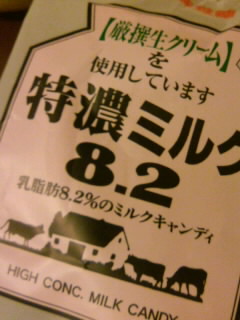 【厳撰生クリーム】
を
使用しています
特濃ミルク
8.2
乳脂肪8.2%のミルクキャンディ
HIGH CONC. MILK CANDY